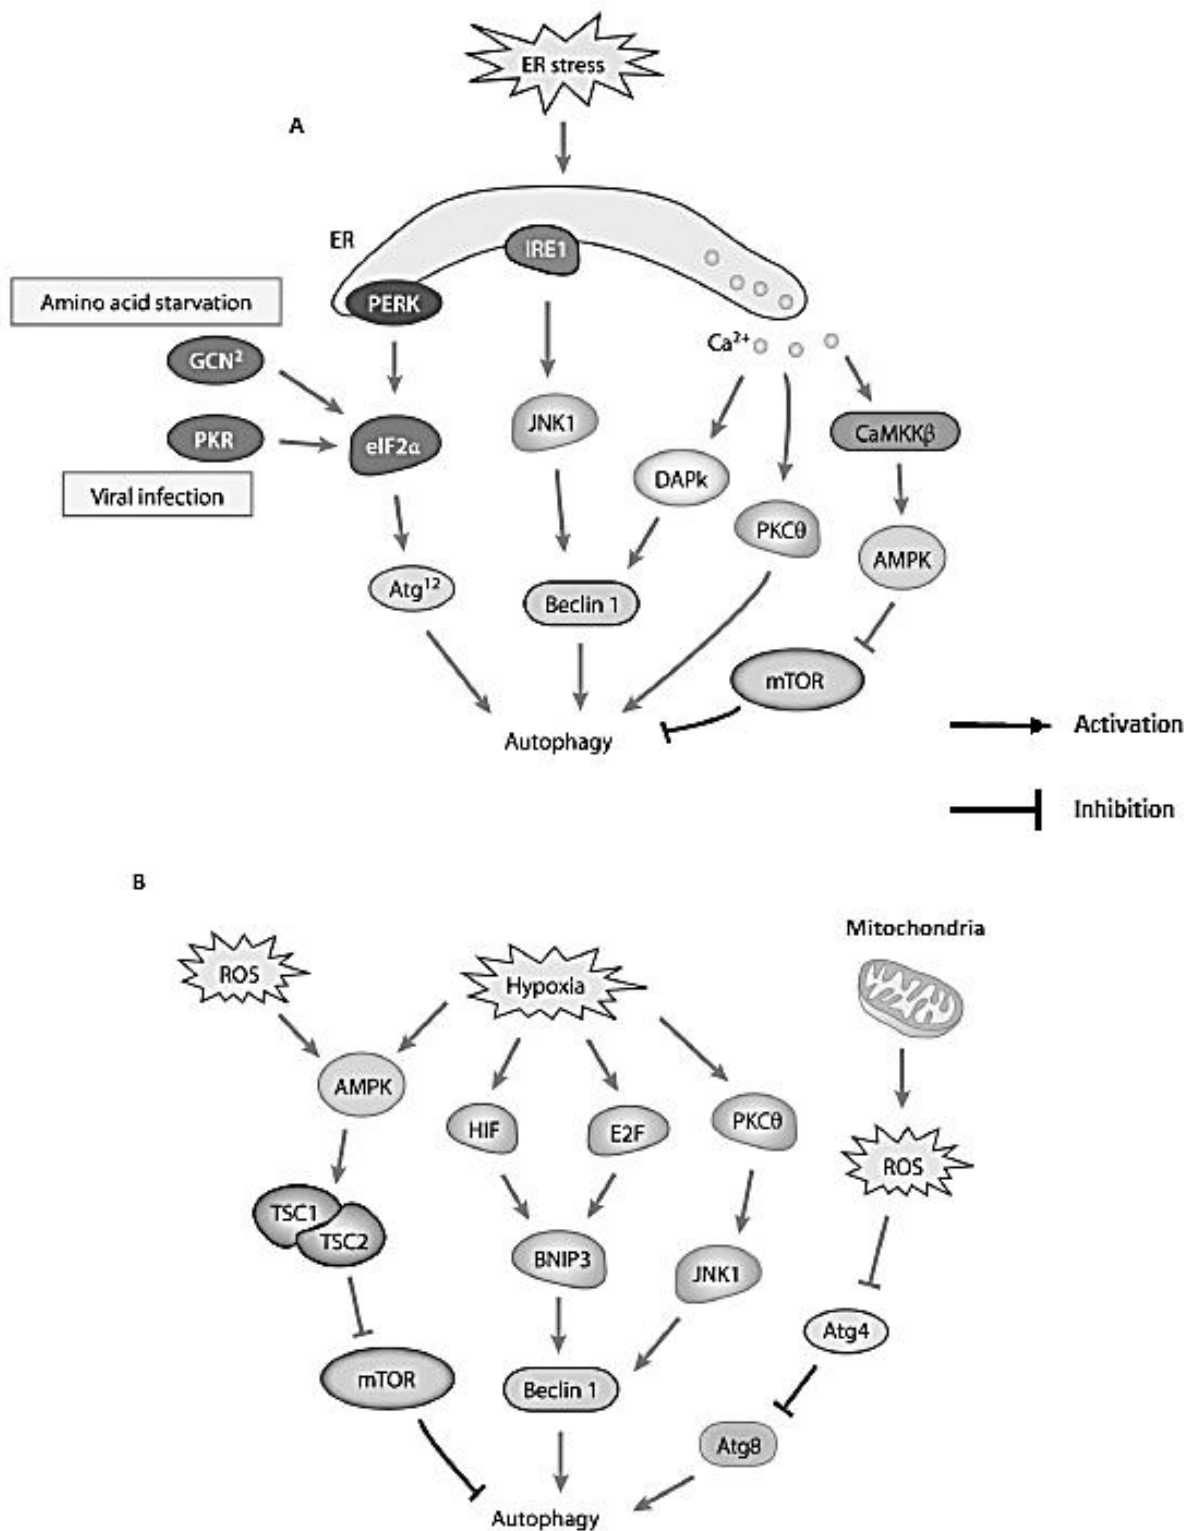 ER stress
A
ER
IRE1
PERK
Amino acid starvation
GCN²
PKR
eIF2α
Viral infection
JNK1
Ca²⁺
DAPk
PKCθ
CaMKKβ
AMPK
Atg¹²
Beclin 1
mTOR
Autophagy
Activation
Inhibition
B
ROS
Hypoxia
Mitochondria
AMPK
HIF
E2F
PKCθ
ROS
TSC1
TSC2
BNIP3
JNK1
Atg4
mTOR
Beclin 1
Atg8
Autophagy